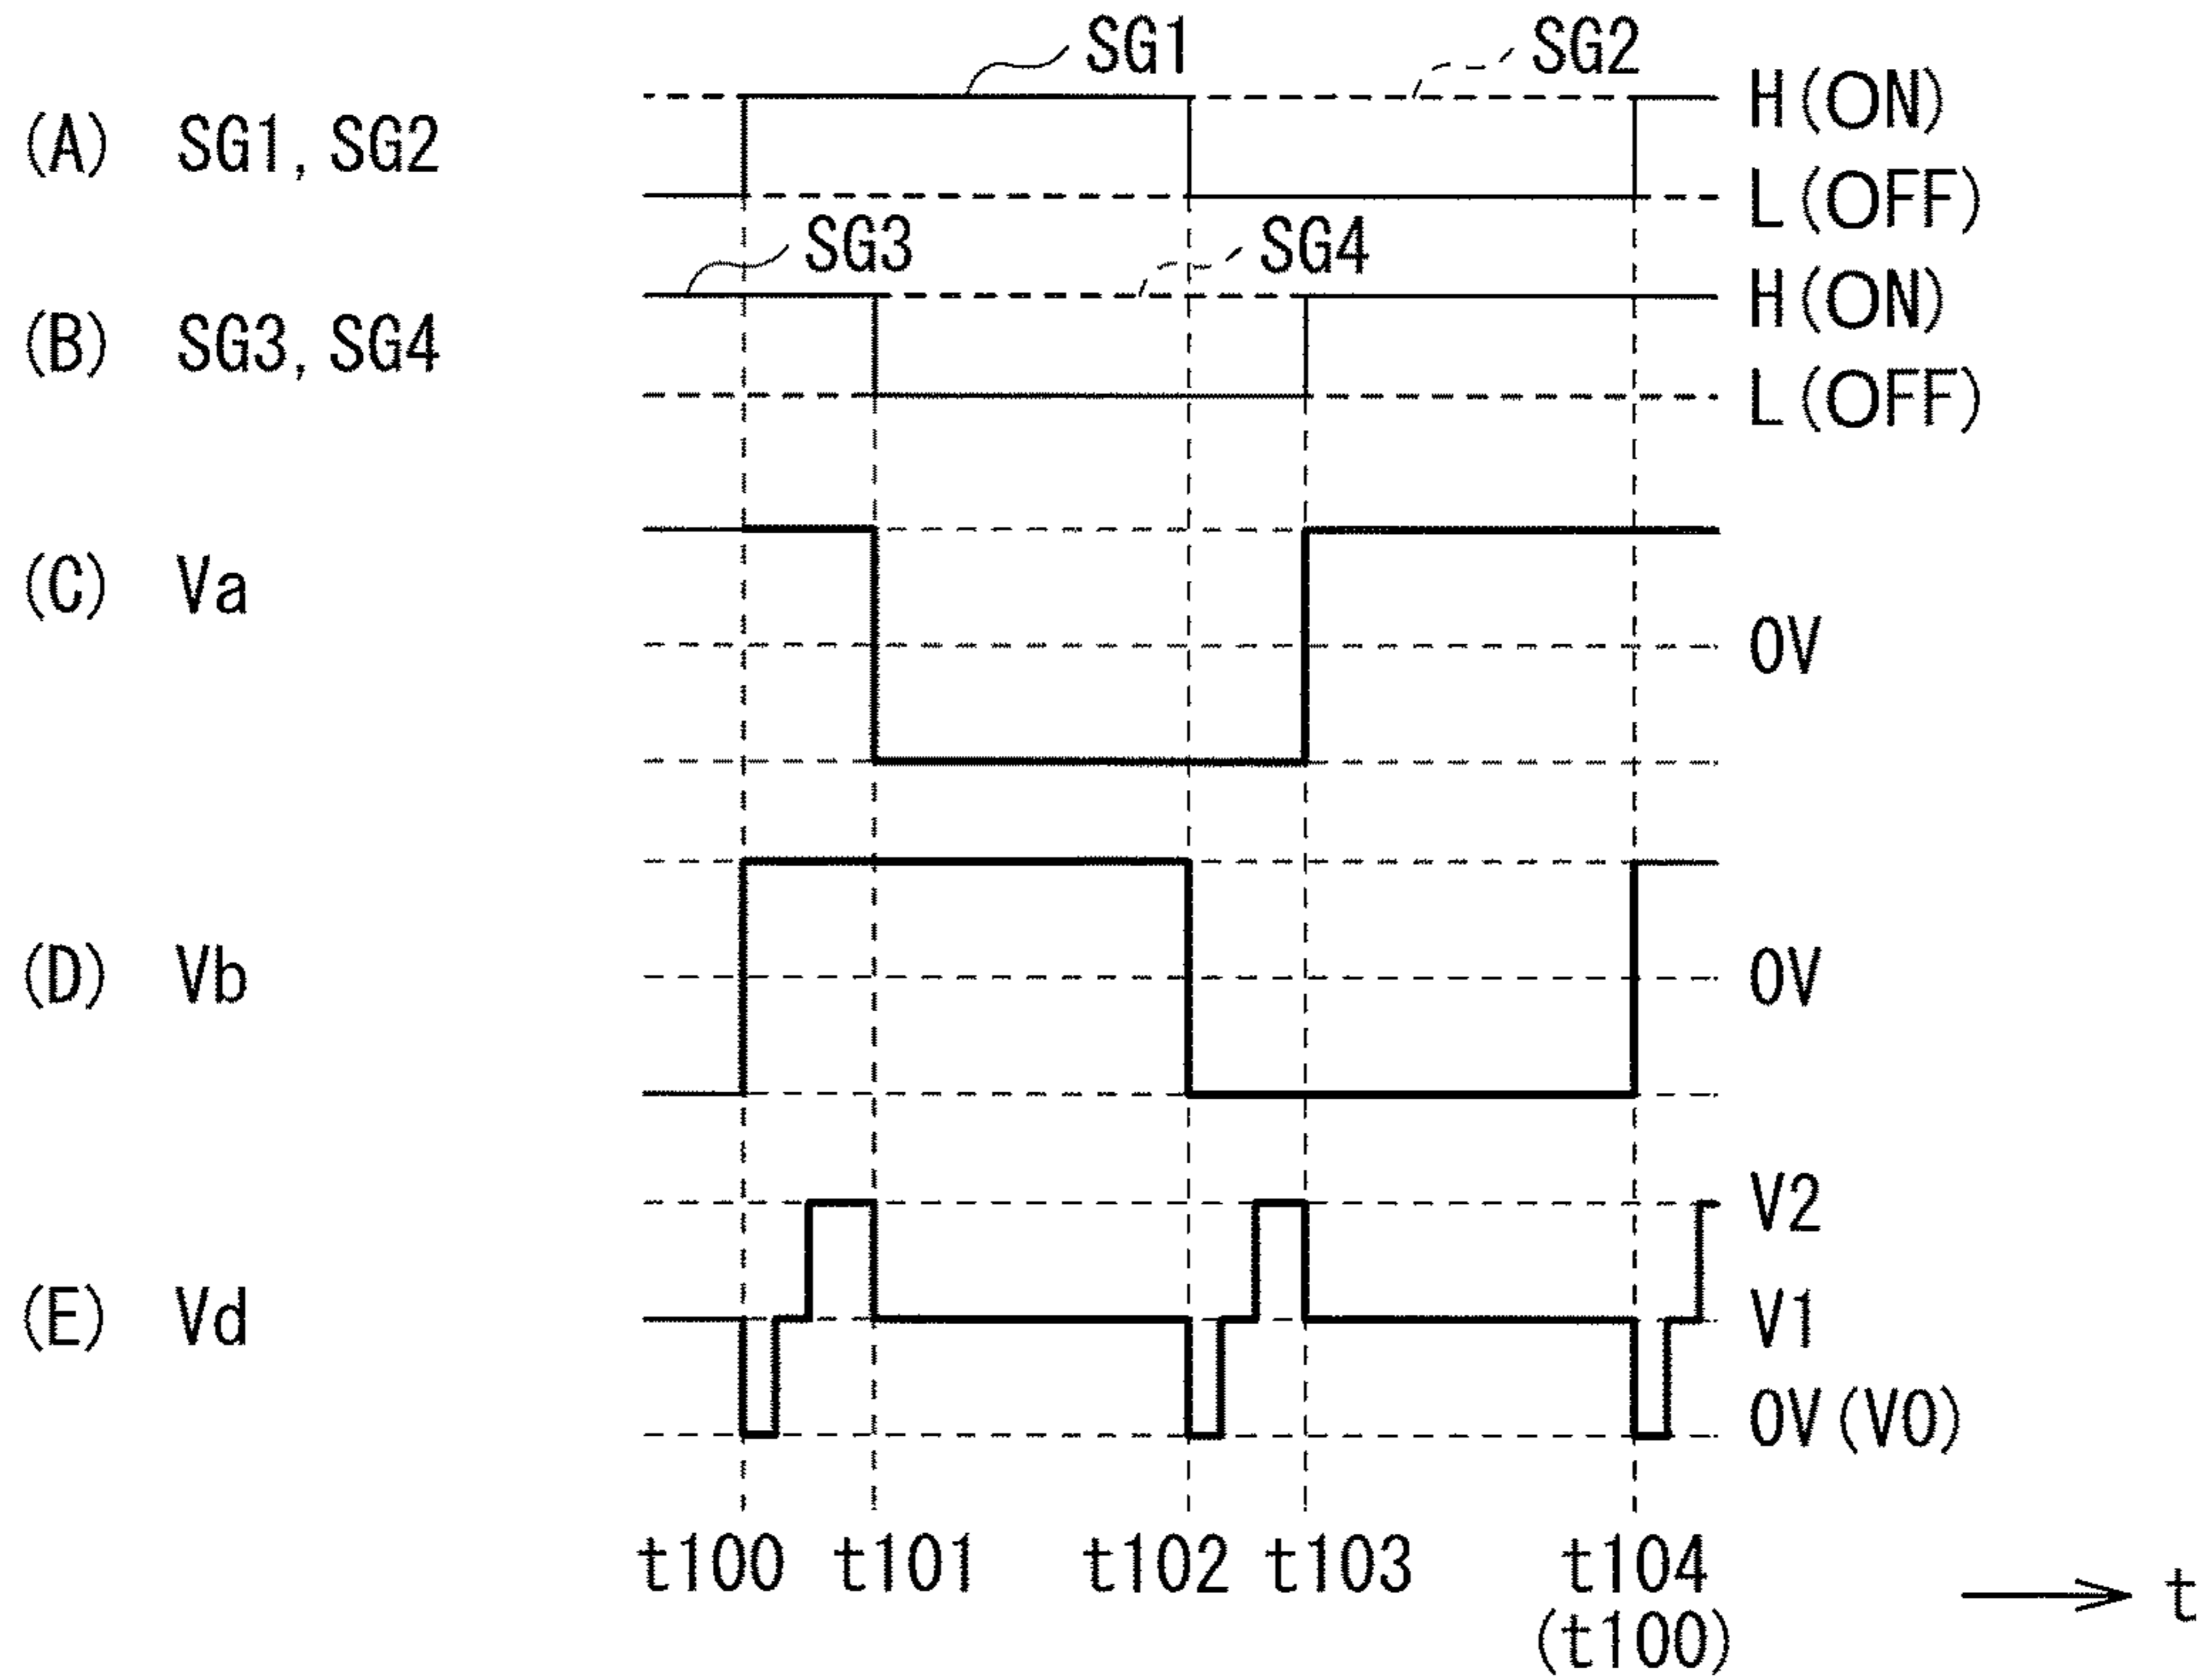 SG1 SG2
(A) SG1, SG2 H(ON)
L(OFF)
SG3 SG4
(B) SG3, SG4 H(ON)
L(OFF)
(C) Va 0V
(D) Vb 0V
V2
(E) Vd V1
0V(V0)
t100 t101 t102 t103 t104
(t100) t